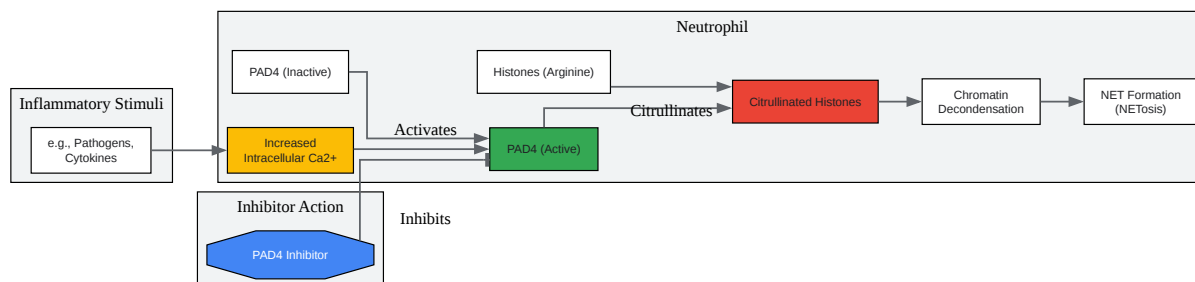 Neutrophil
PAD4 (Inactive)
Histones (Arginine)
Inflammatory Stimuli
Citrullinated Histones
Chromatin
Decondensation
NET Formation
(NETosis)
Citrullinates
Activates
e.g., Pathogens,
Cytokines
Increased
Intracellular Ca2+
PAD4 (Active)
Inhibitor Action
Inhibits
PAD4 Inhibitor